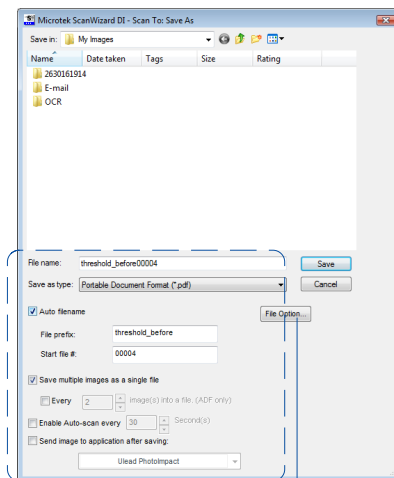 Microtek ScanWizard DI - Scan To: Save As
Save in: My Images
Name Date taken Tags Size Rating
2630161914
E-mail
OCR
File name: threshold_before00004 Save
Save as type: Portable Document Format (*.pdf) Cancel
Auto filename File Option...
File prefix: threshold_before
Start file #: 00004
Save multiple images as a single file
Every 2 image(s) into a file. (ADF only)
Enable Auto-scan every 30 Second(s)
Send image to application after saving:
Ulead PhotoImpact